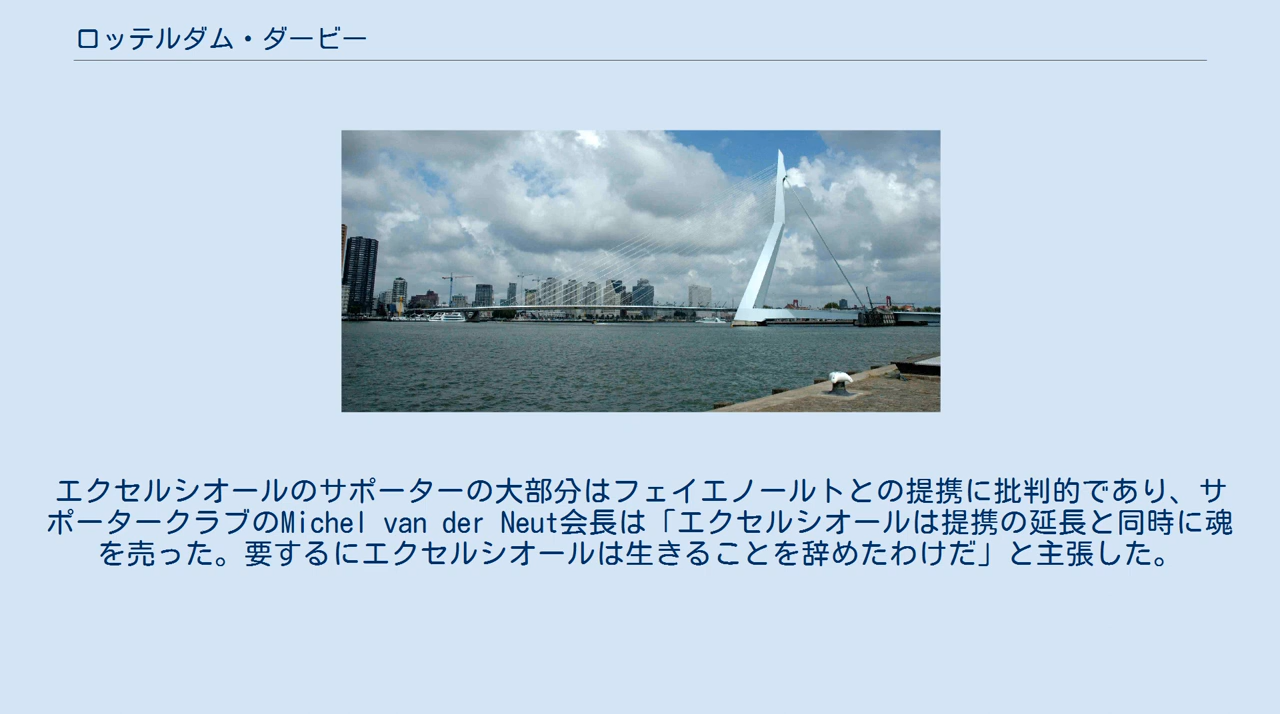 ロッテルダム・ダービー
エクセルシオールのサポーターの大部分はフェイエノールトとの提携に批判的であり、サ
ポータークラブのMichel van der Neut会長は「エクセルシオールは提携の延長と同時に魂
を売った。要するにエクセルシオールは生きることを辞めたわけだ」と主張した。